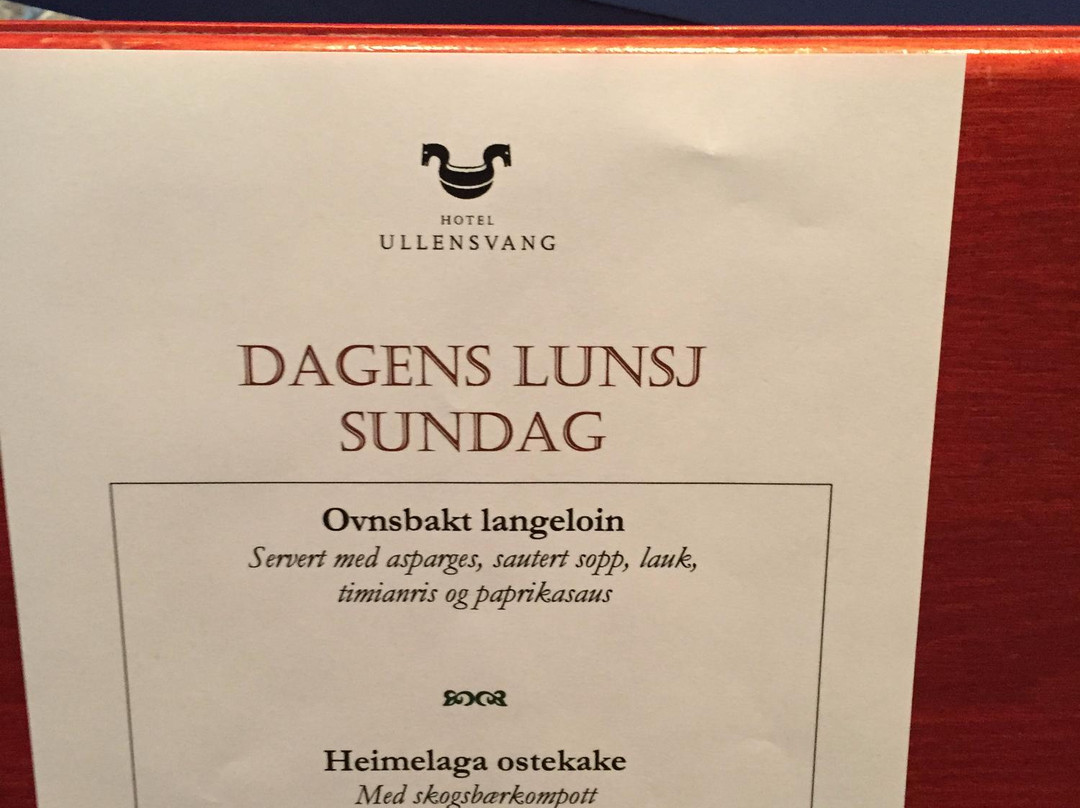 HOTEL
ULLENSVANG
DAGENS LUNSJ
SUNDAG
Ovnsbakt langeloin
Servert med asparges, sautert sopp, lauk,
timianris og paprikasaus
Heimelaga ostekake
Med skogsbærkompott